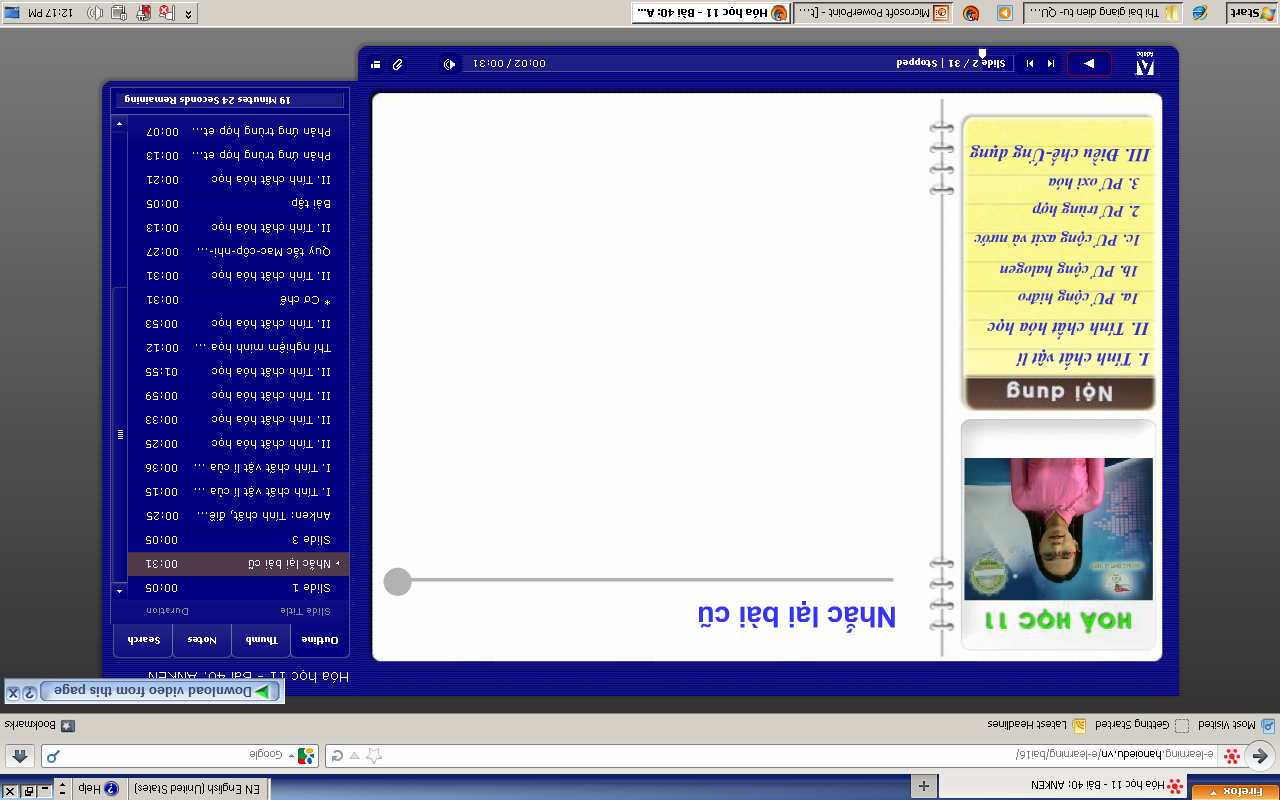 Firefox
Hóa học 11 - Bài 40: ANKEN
+
EN English (United States)
Help
e-learning.hanoiedu.vn/e-learning/bai16/
Google
Most Visited
Getting Started
Latest Headlines
Bookmarks
Download video from this page
Hóa học 11 - Bài 40: ANKEN
HOÁ HỌC 11
Nội dung
I. Tính chất vật lí
II. Tính chất hóa học
1a. PƯ cộng hiđro
1b. PƯ cộng halogen
1c. PƯ cộng axit và nước
2. PƯ trùng hợp
3. PƯ oxi hóa
III. Điều chế-Ứng dụng
Nhắc lại bài cũ
Outline
Thumb
Notes
Search
Slide Title Duration
Slide 1 00:05
Nhắc lại bài cũ 00:31
Slide 3 00:05
Anken: Tính chất, điề... 00:25
I. Tính chất vật lí của ... 00:15
I. Tính chất vật lí của ... 00:36
II. Tính chất hóa học 00:25
II. Tính chất hóa học 00:33
II. Tính chất hóa học 00:59
II. Tính chất hóa học 01:55
Thí nghiệm minh họa ... 00:12
II. Tính chất hóa học 00:53
* Cơ chế 00:31
II. Tính chất hóa học 00:31
Quy tắc Mac-cốp-nhi-... 00:27
II. Tính chất hóa học 00:13
Bài tập 00:05
II. Tính chất hóa học 00:21
Phản ứng trùng hợp et... 00:13
Phản ứng trùng hợp et... 00:07
19 Minutes 24 Seconds Remaining
Adobe
Slide 2 / 31 | Stopped
00:02 / 00:31
Start
Thi bai giang dien tu- QU...
Microsoft PowerPoint - [t...
Hóa học 11 - Bài 40: A...
12:17 PM